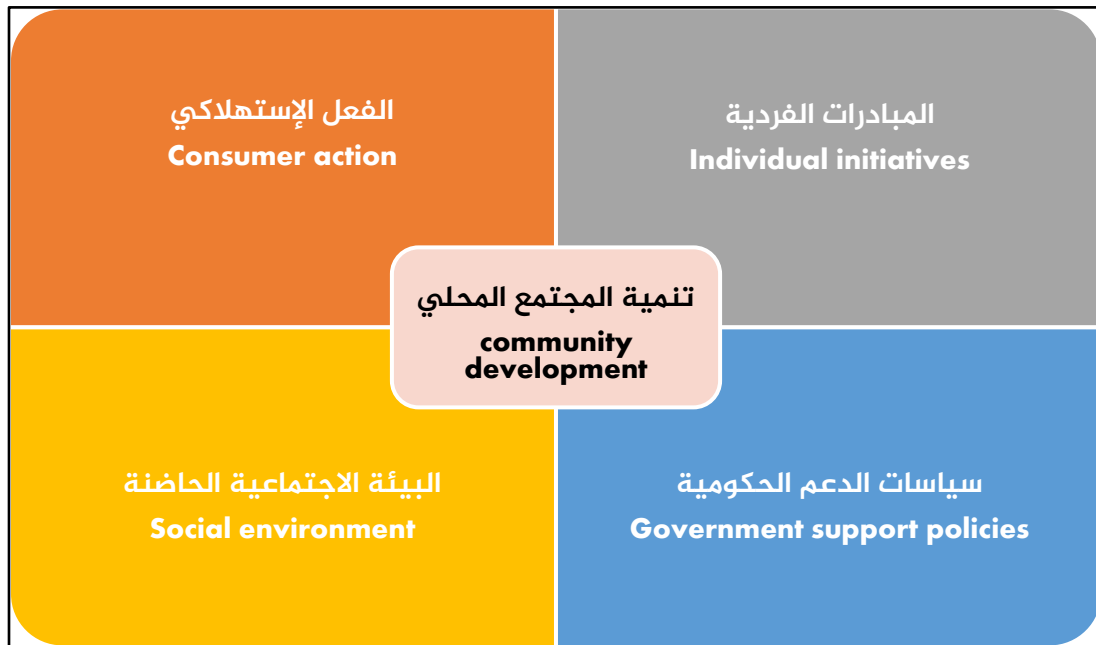 الفعل الإستهلاكي
Consumer action
المبادرات الفردية
Individual initiatives
تنمية المجتمع المحلي
community
development
البيئة الاجتماعية الحاضنة
Social environment
سياسات الدعم الحكومية
Government support policies